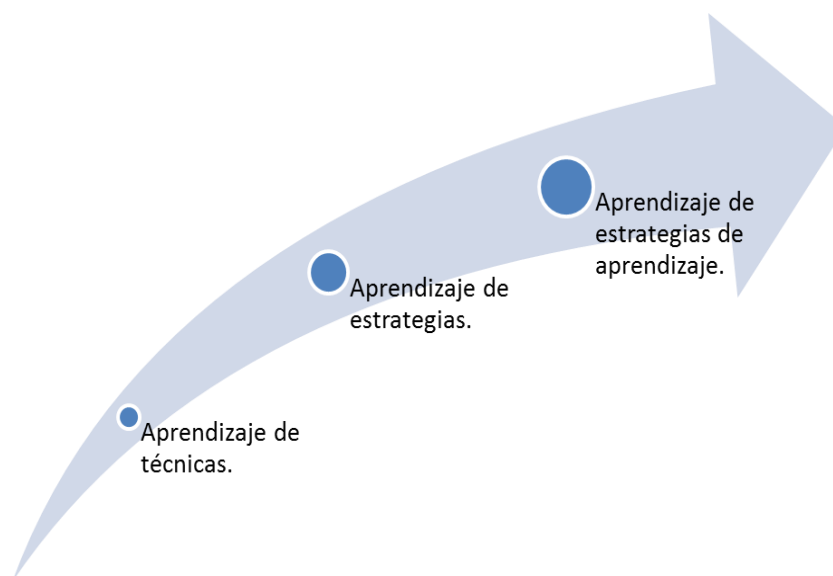 Aprendizaje de
estrategias de
aprendizaje.
Aprendizaje de
estrategias.
Aprendizaje de
técnicas.